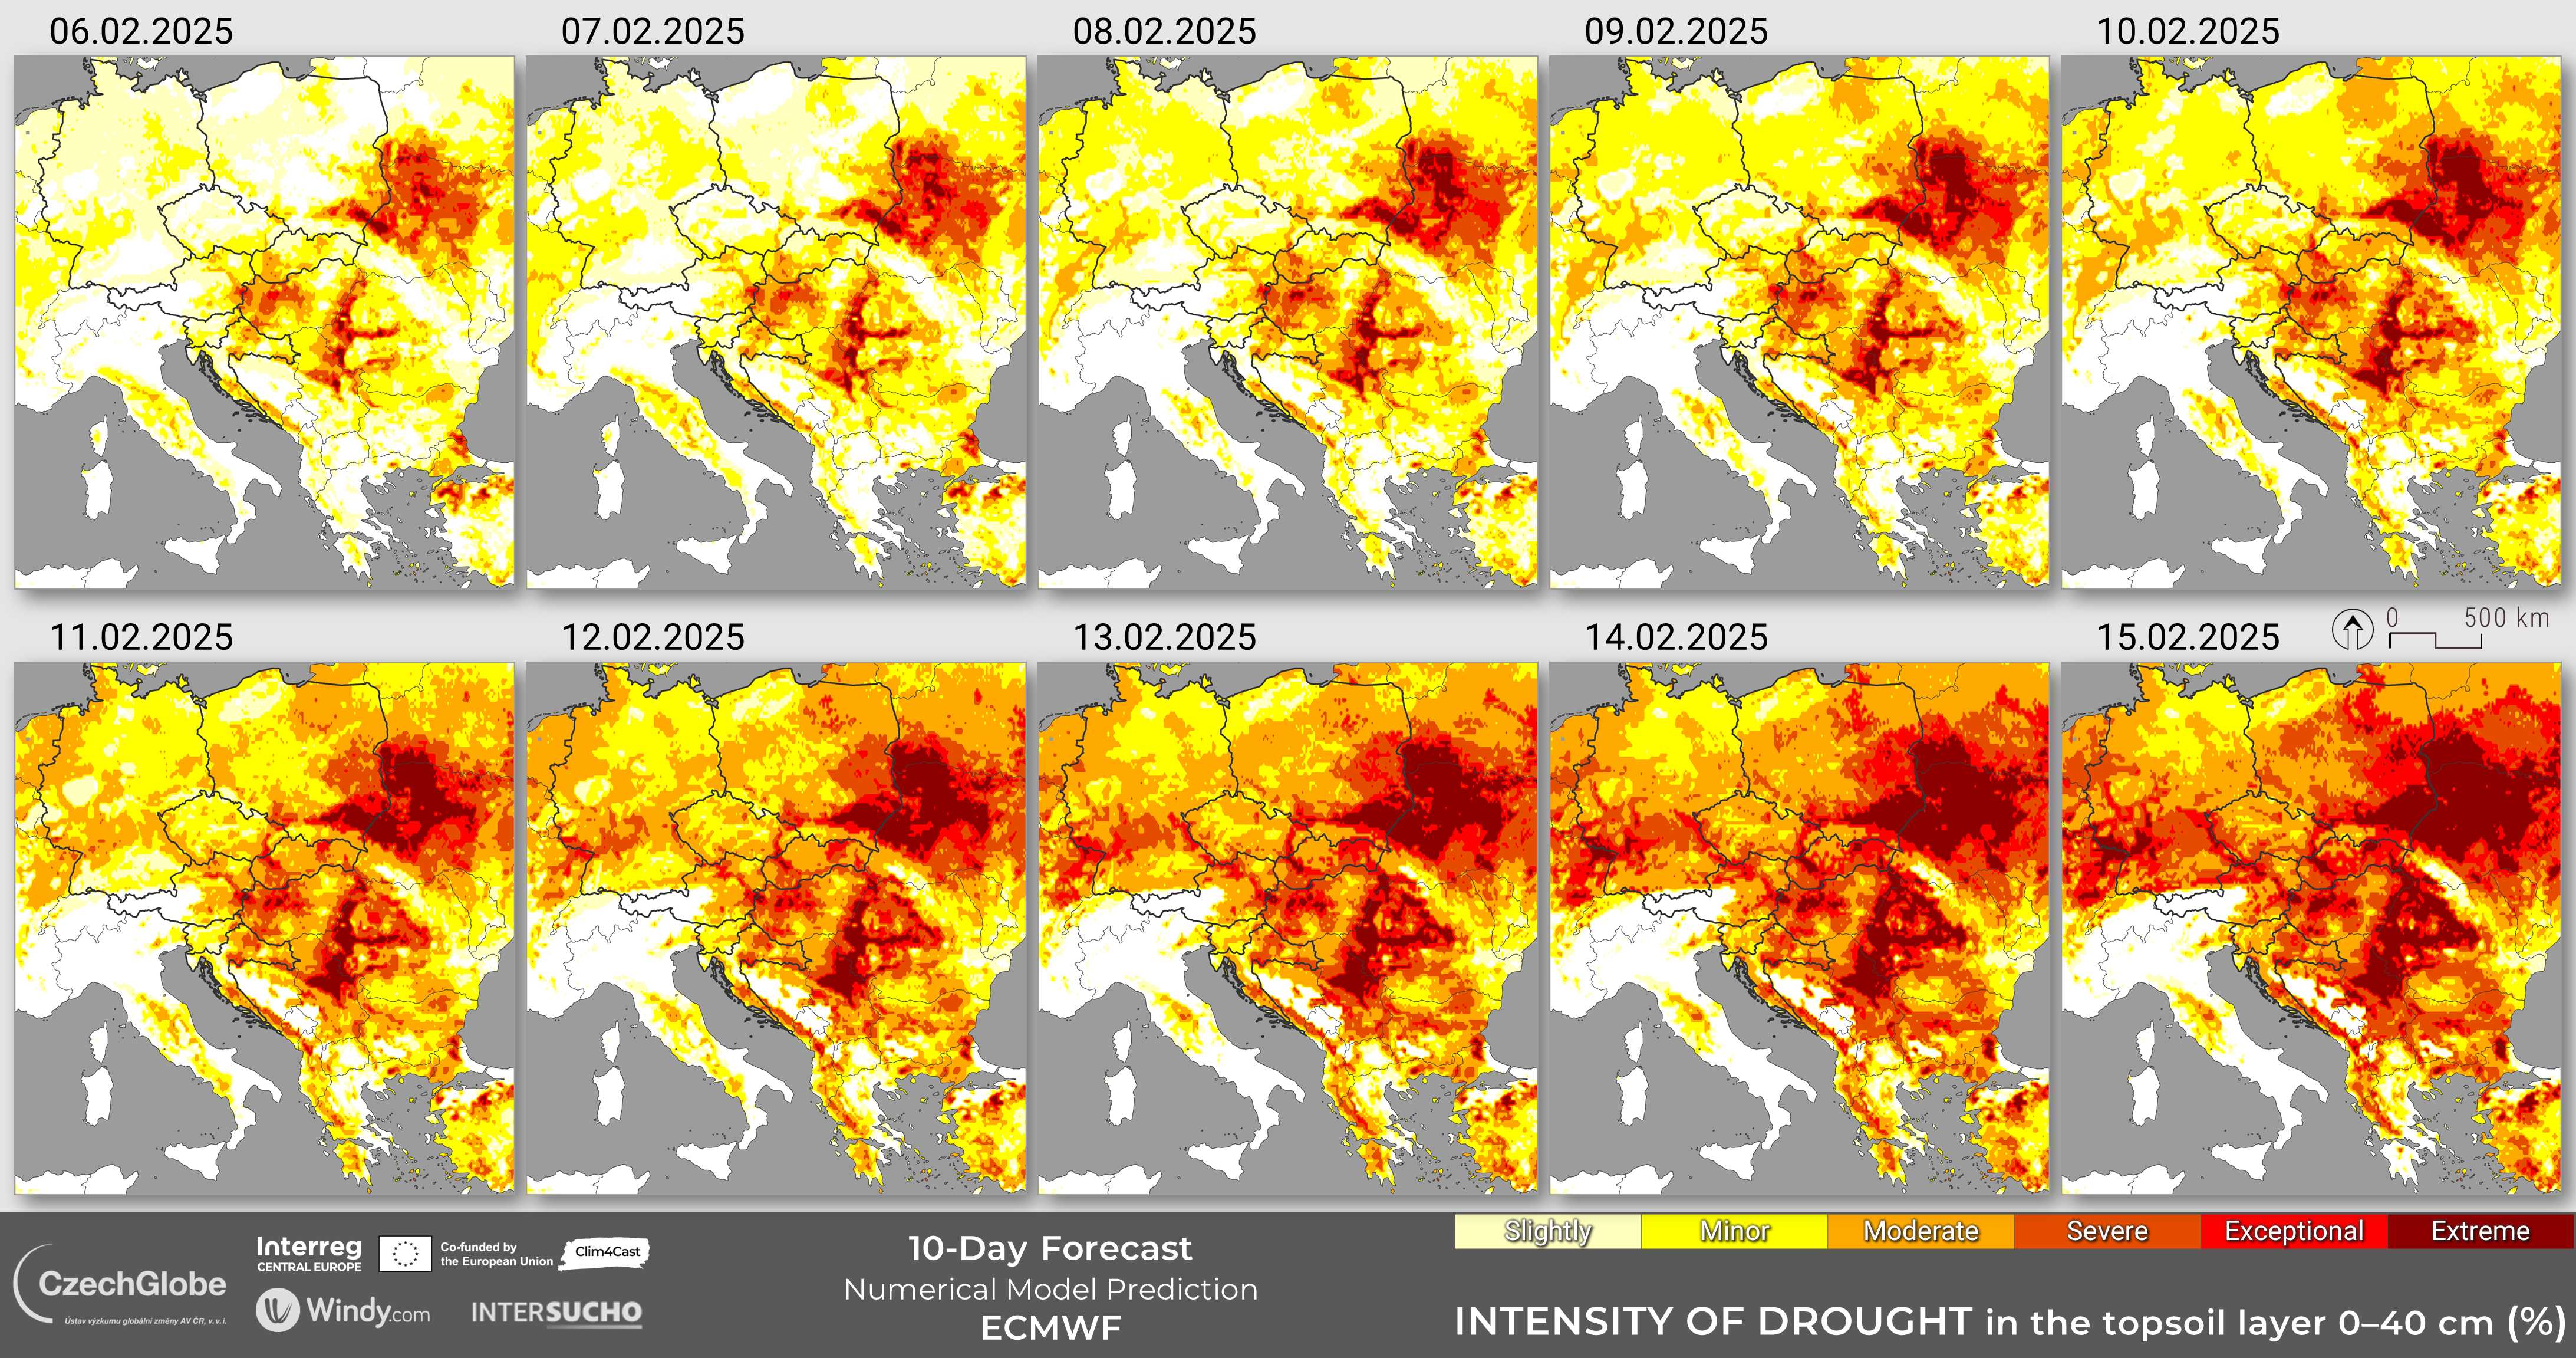 06.02.2025
07.02.2025
08.02.2025
09.02.2025
10.02.2025
11.02.2025
12.02.2025
13.02.2025
14.02.2025
15.02.2025
0 500 km
Slightly Minor Moderate Severe Exceptional Extreme
Interreg
CENTRAL EUROPE
Co-funded by
the European Union
Clim4Cast
CzechGlobe
Ústav výzkumu globální změny AV ČR, v. v. i.
Windy.com
INTERSUCHO
10-Day Forecast
Numerical Model Prediction
ECMWF
INTENSITY OF DROUGHT in the topsoil layer 0–40 cm (%)